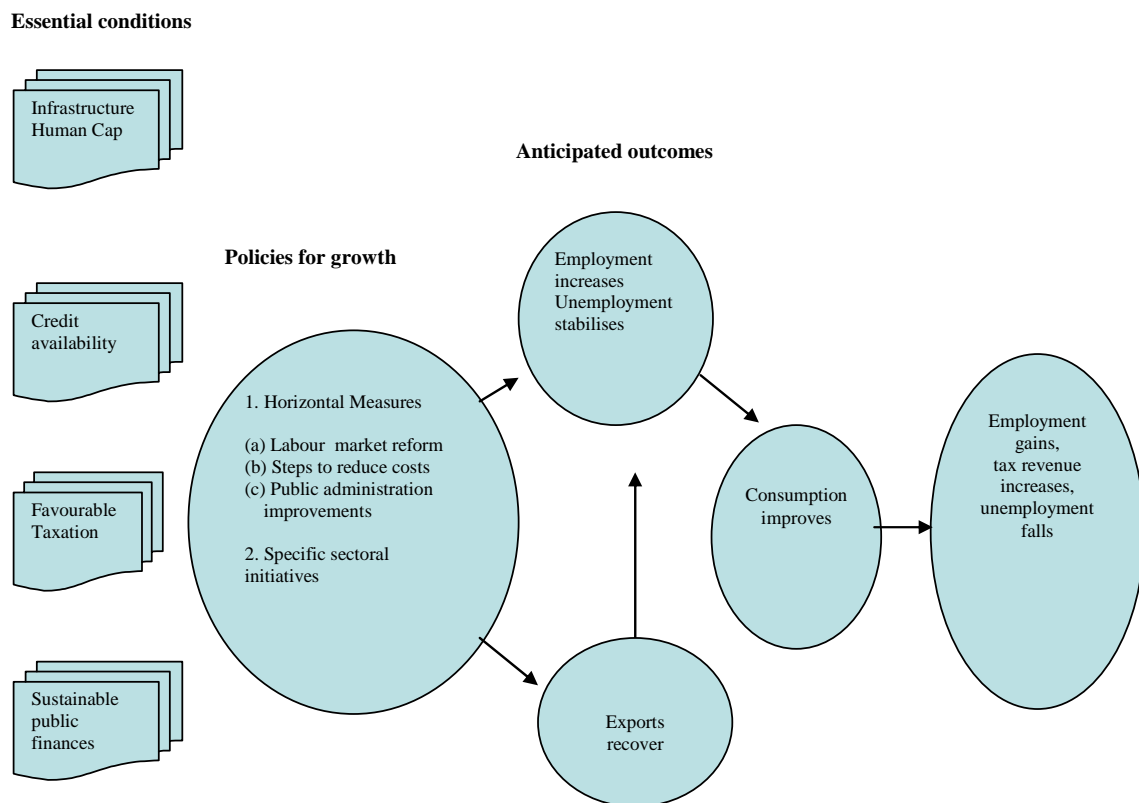 Essential conditions
Infrastructure
Human Cap
Anticipated outcomes
Policies for growth
Employment
increases
Unemployment
stabilises
Credit
availability
1. Horizontal Measures
(a) Labour market reform
(b) Steps to reduce costs
(c) Public administration
improvements
2. Specific sectoral
initiatives
Employment
gains,
tax revenue
increases,
unemployment
falls
Consumption
improves
Favourable
Taxation
Sustainable
public
finances
Exports
recover